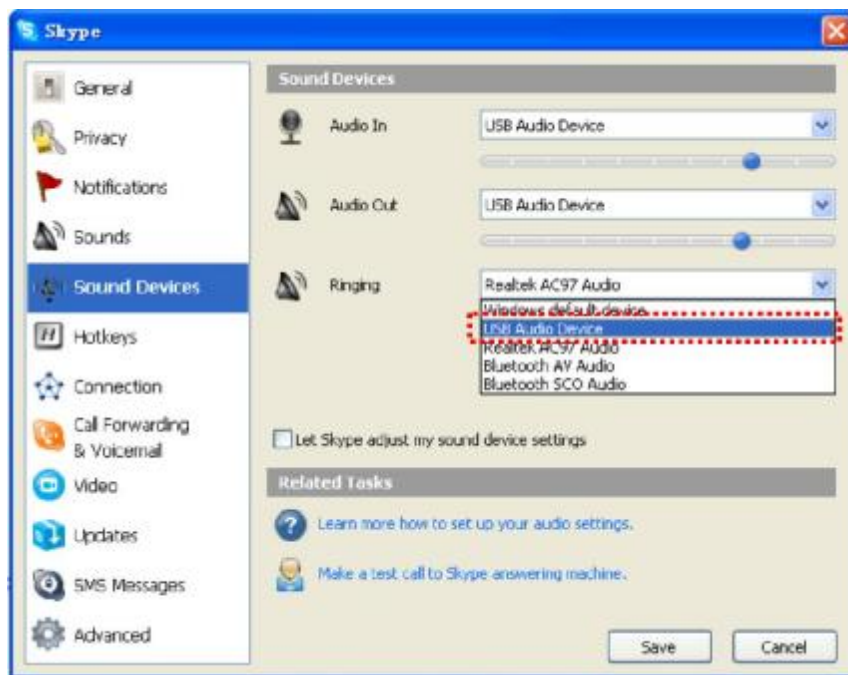 Skype
General
Privacy
Notifications
Sounds
Sound Devices
Hotkeys
Connection
Call Forwarding
& Voicemail
Video
Updates
SMS Messages
Advanced
Sound Devices
Audio In
USB Audio Device
Audio Out
USB Audio Device
Ringing
Realtek AC97 Audio
Windows default device
USB Audio Device
Realtek AC97 Audio
Bluetooth AV Audio
Bluetooth SCO Audio
Let Skype adjust my sound device settings
Related Tasks
Learn more how to set up your audio settings.
Make a test call to Skype answering machine.
Save
Cancel